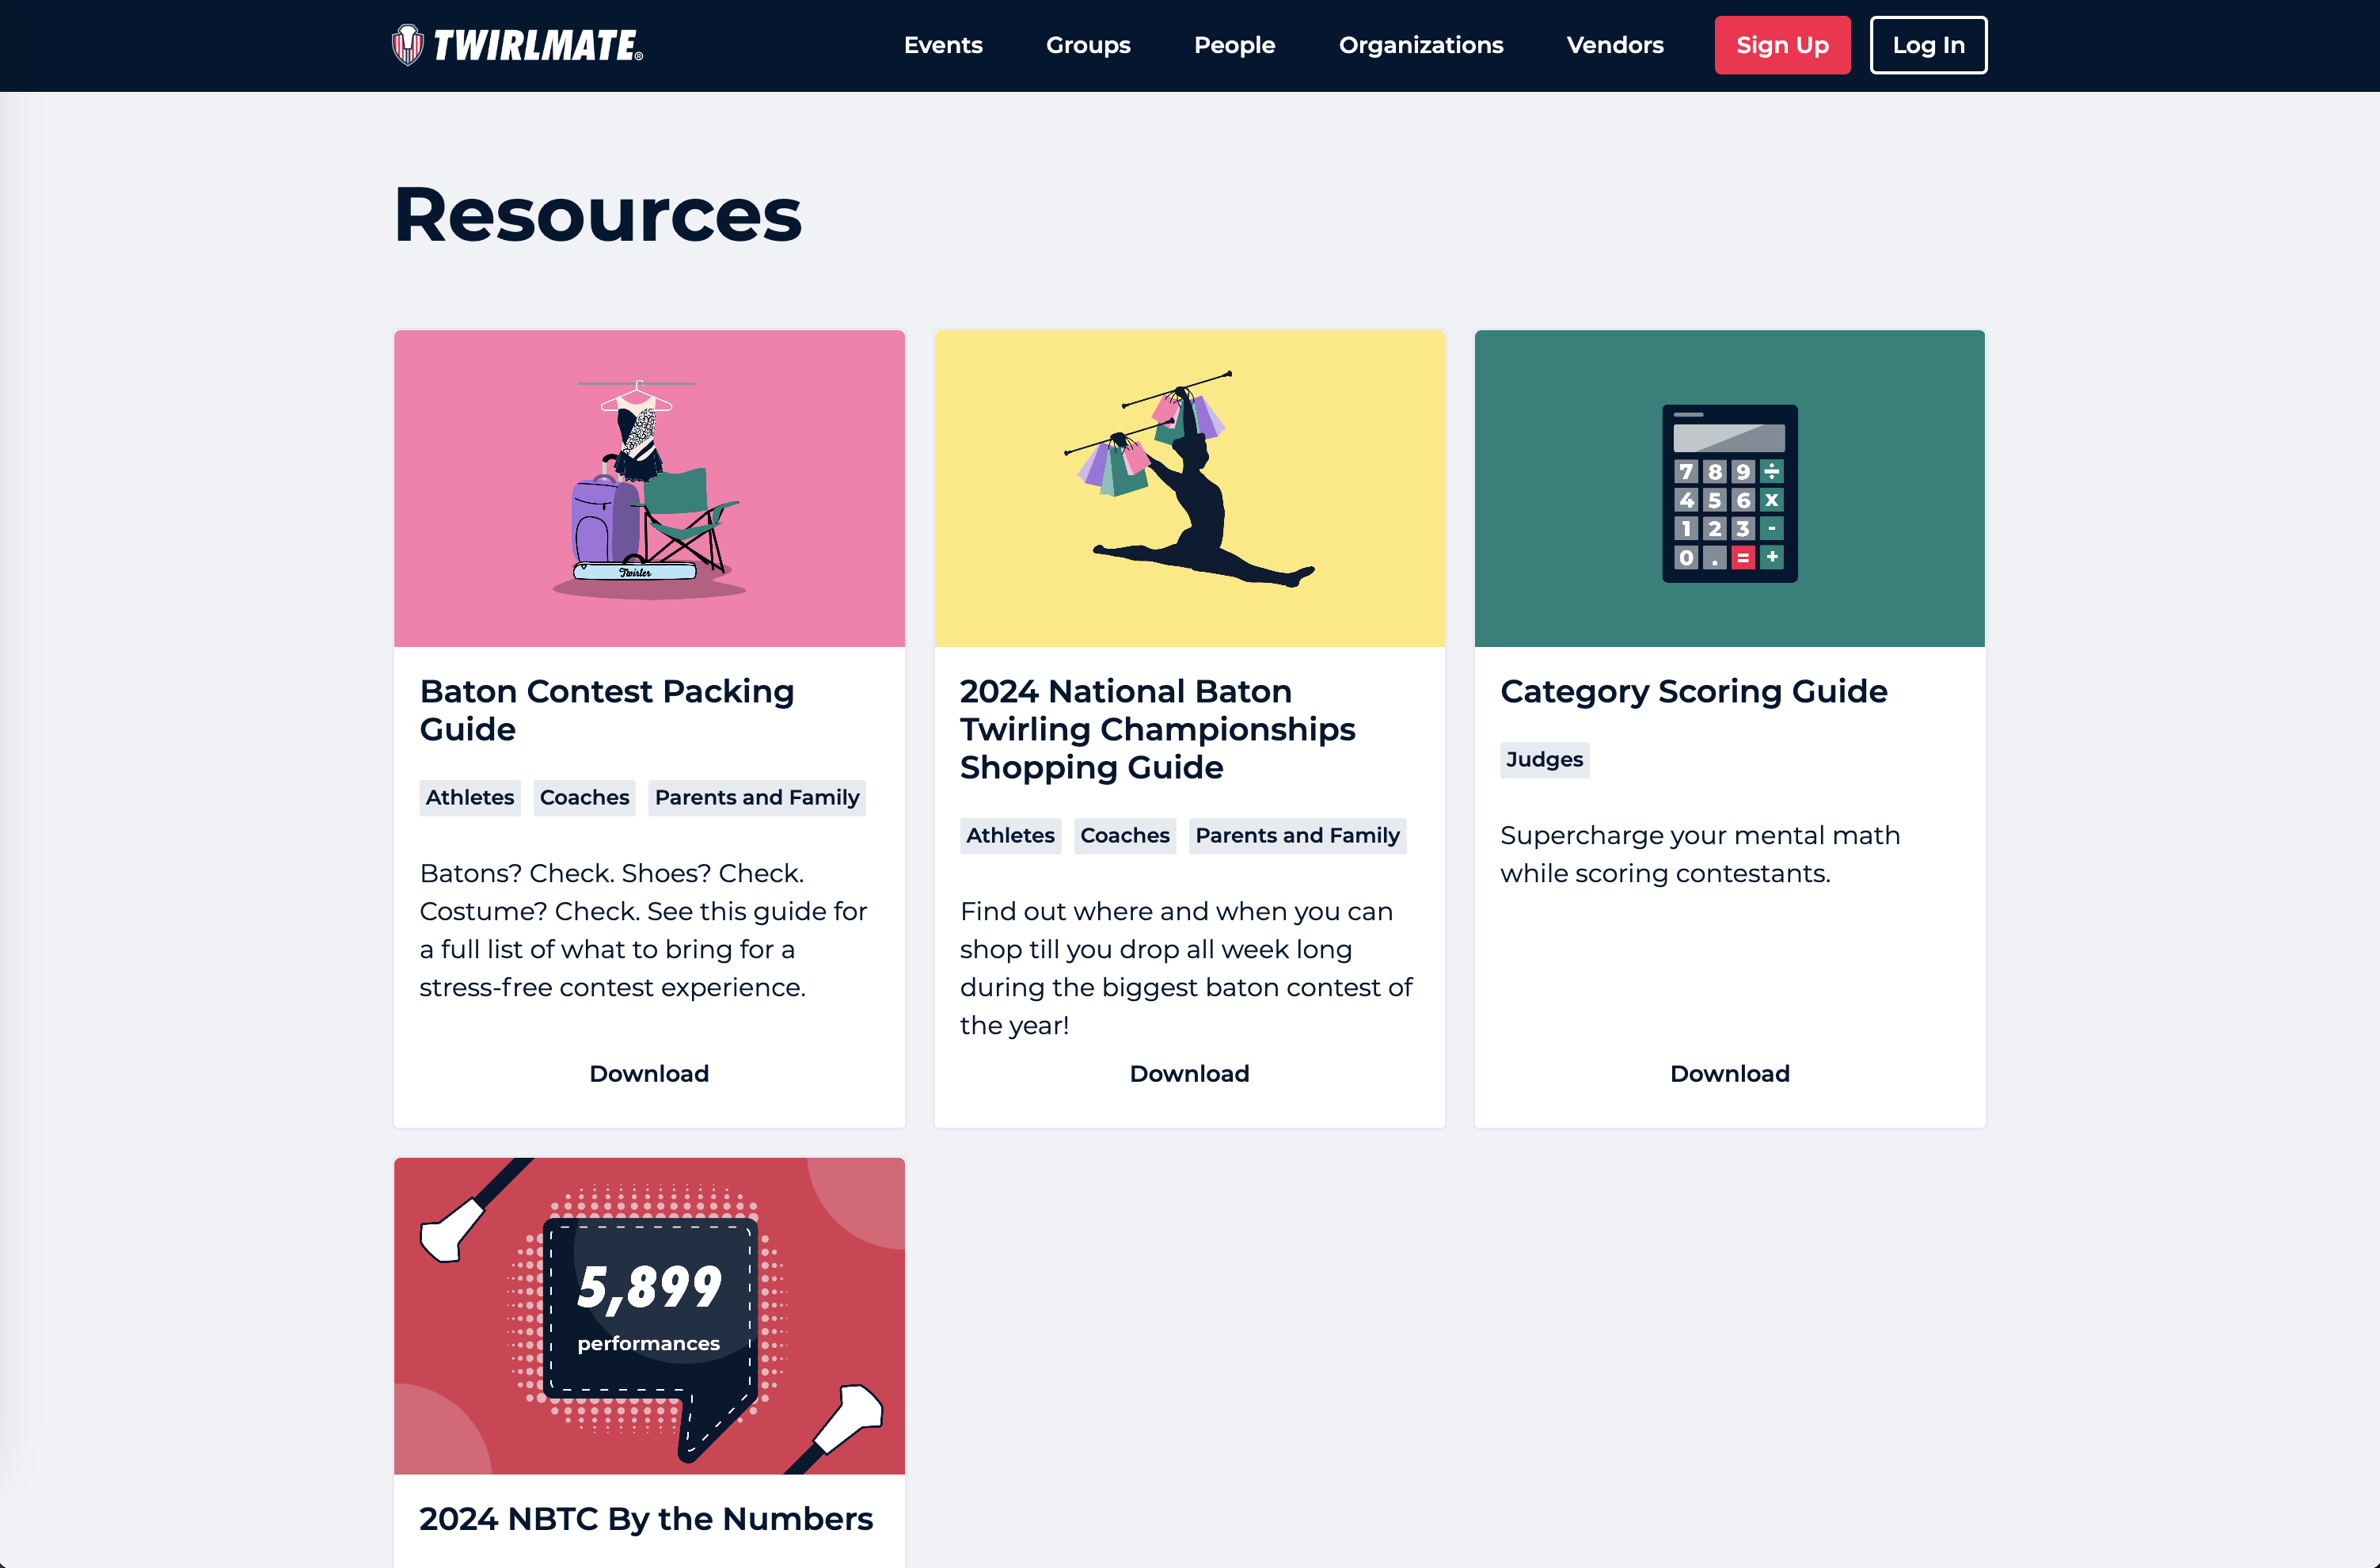 TWIRLMATE®
Events
Groups
People
Organizations
Vendors
Sign Up
Log In
Resources
Twirler
Baton Contest Packing
Guide
Athletes
Coaches
Parents and Family
Batons? Check. Shoes? Check.
Costume? Check. See this guide for
a full list of what to bring for a
stress-free contest experience.
Download
2024 National Baton
Twirling Championships
Shopping Guide
Athletes
Coaches
Parents and Family
Find out where and when you can
shop till you drop all week long
during the biggest baton contest of
the year!
Download
7 8 9 ÷
4 5 6 x
1 2 3 -
0 . = +
Category Scoring Guide
Judges
Supercharge your mental math
while scoring contestants.
Download
5,899
performances
2024 NBTC By the Numbers